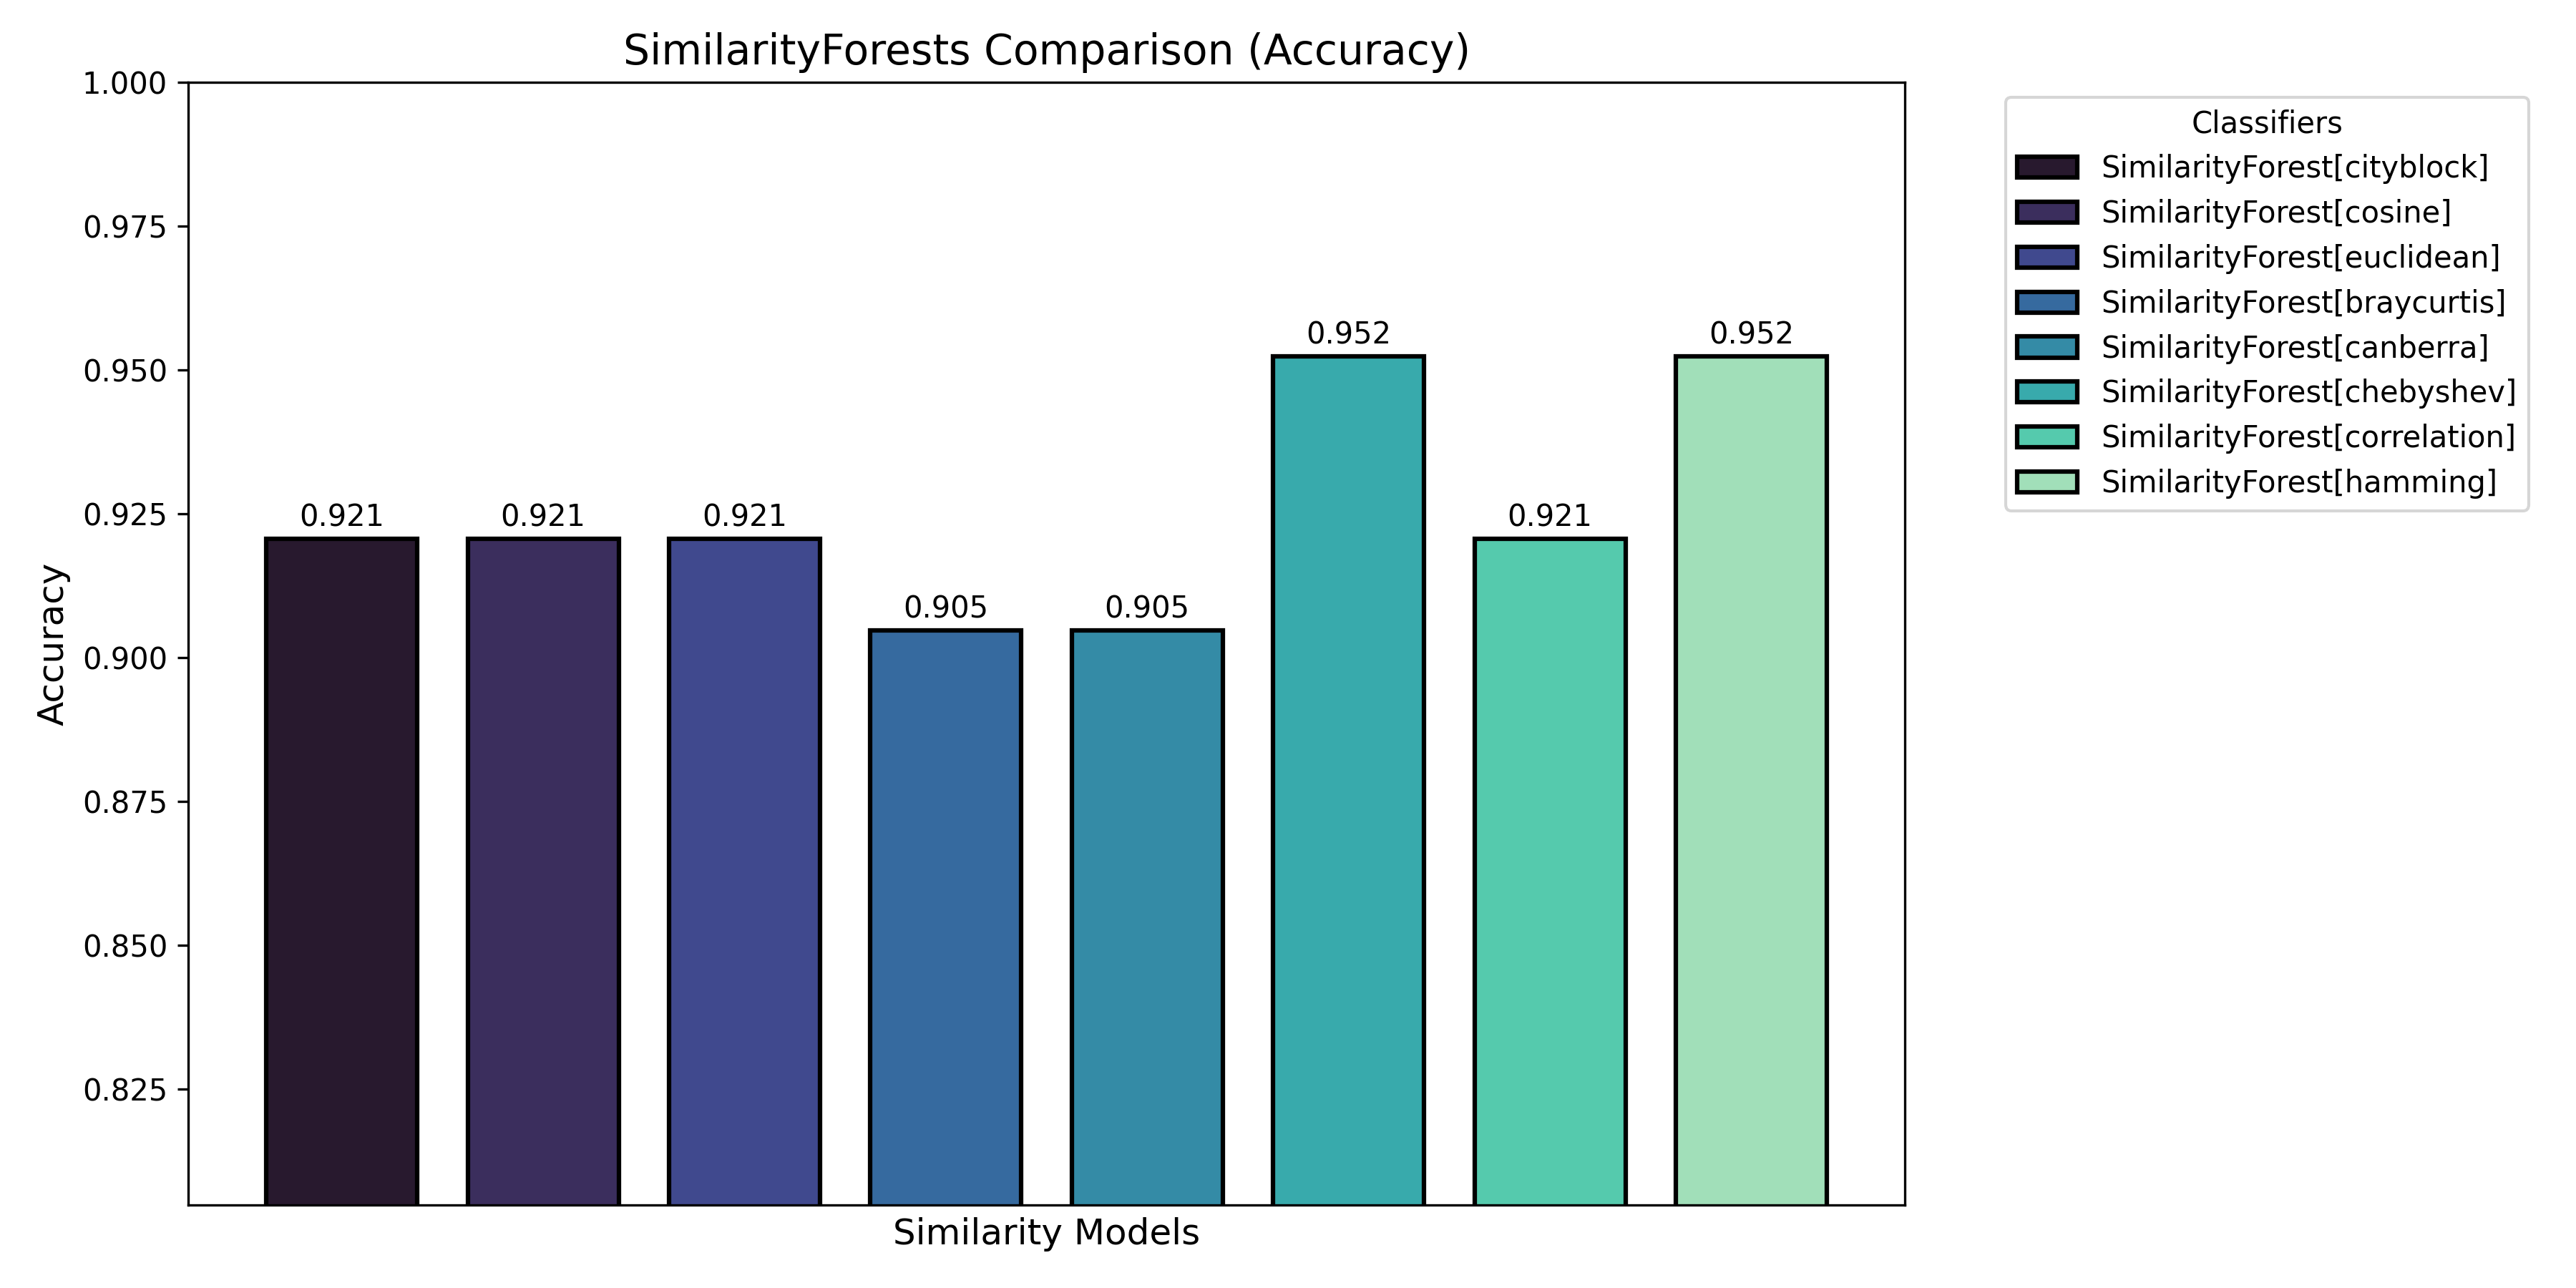 SimilarityForests Comparison (Accuracy)
1.000
0.975
0.950
0.925
0.900
0.875
0.850
0.825
Accuracy
0.921
0.921
0.921
0.905
0.905
0.952
0.921
0.952
Similarity Models
Classifiers
SimilarityForest[cityblock]
SimilarityForest[cosine]
SimilarityForest[euclidean]
SimilarityForest[braycurtis]
SimilarityForest[canberra]
SimilarityForest[chebyshev]
SimilarityForest[correlation]
SimilarityForest[hamming]